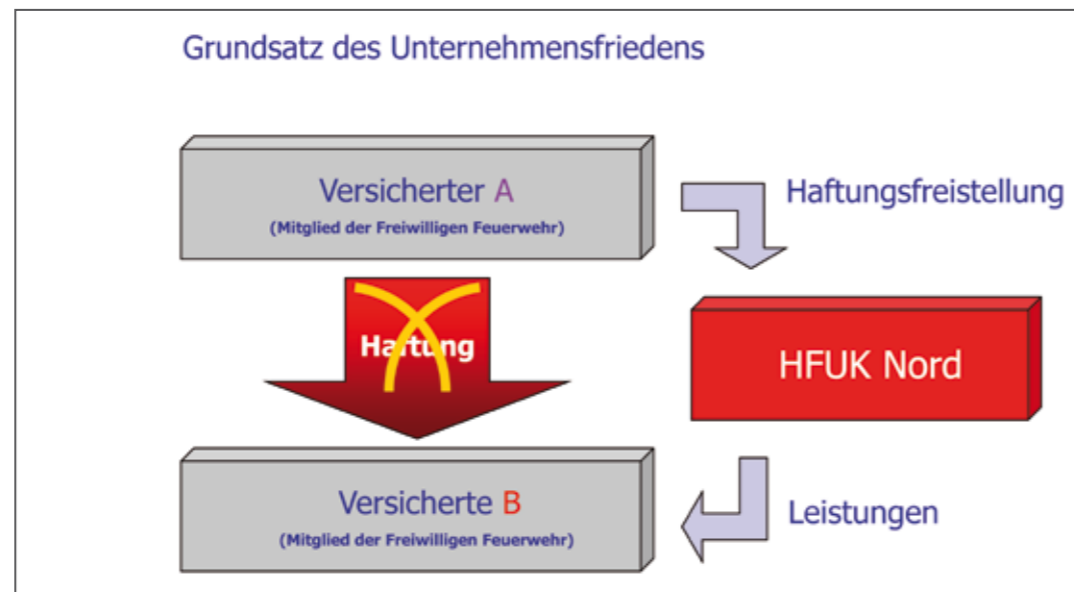 Grundsatz des Unternehmensfriedens
Versicherter A
(Mitglied der Freiwilligen Feuerwehr)
Haftungsfreistellung
Haftung
HFUK Nord
Versicherte B
(Mitglied der Freiwilligen Feuerwehr)
Leistungen